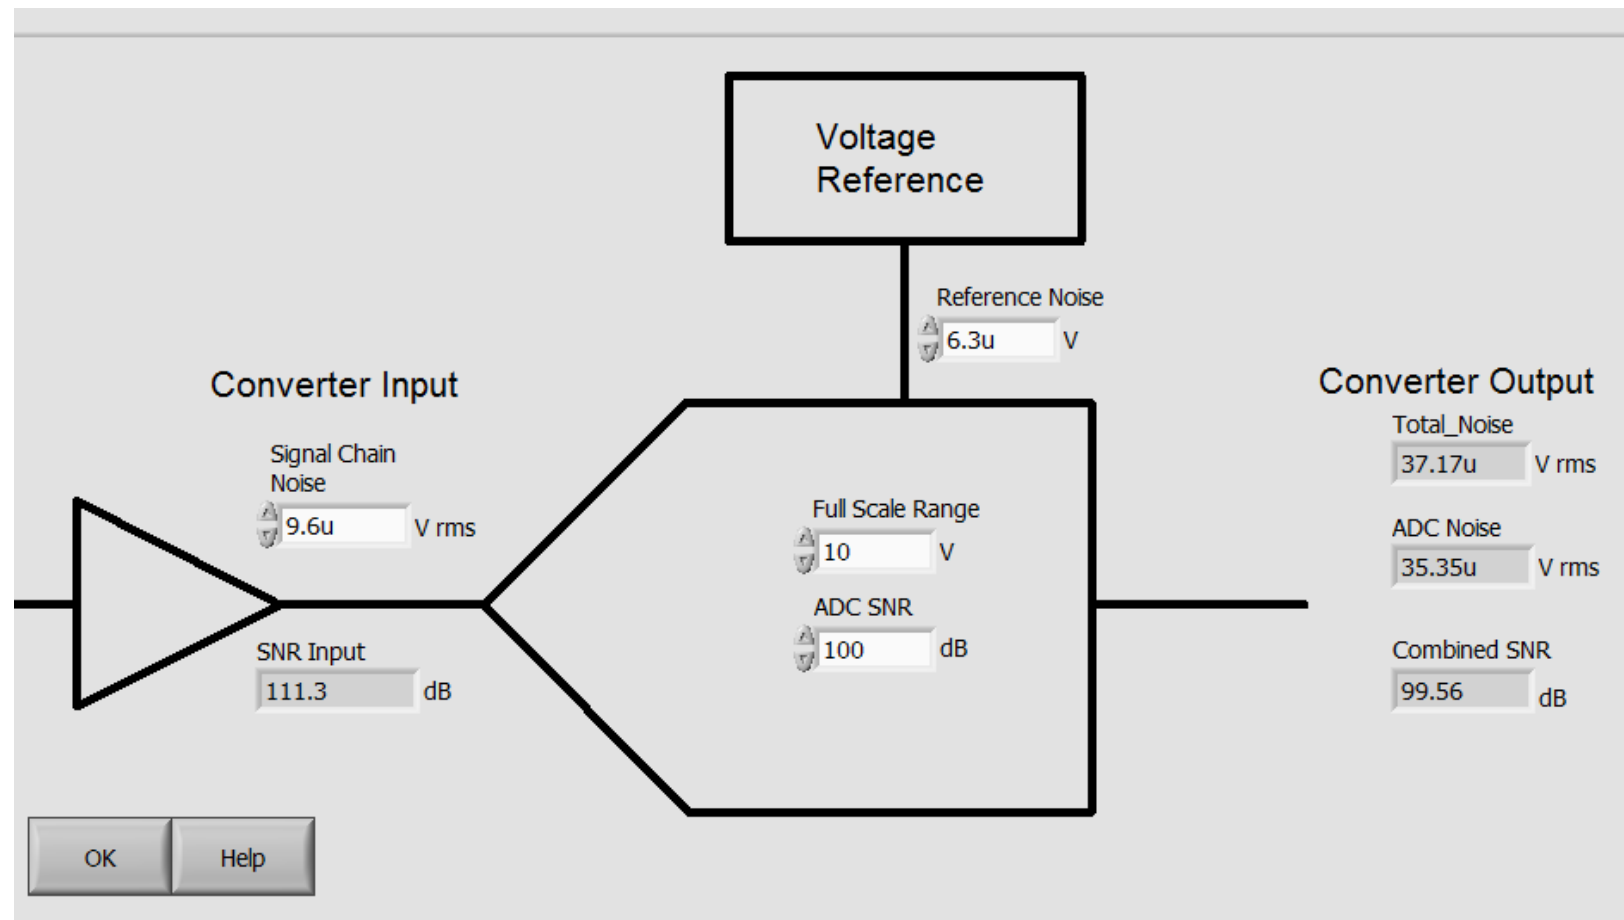 Voltage
Reference
Reference Noise
6.3u V
Converter Input
Converter Output
Signal Chain
Noise
9.6u V rms
Total_Noise
37.17u V rms
Full Scale Range
10 V
ADC Noise
35.35u V rms
ADC SNR
100 dB
SNR Input
111.3 dB
Combined SNR
99.56 dB
OK Help